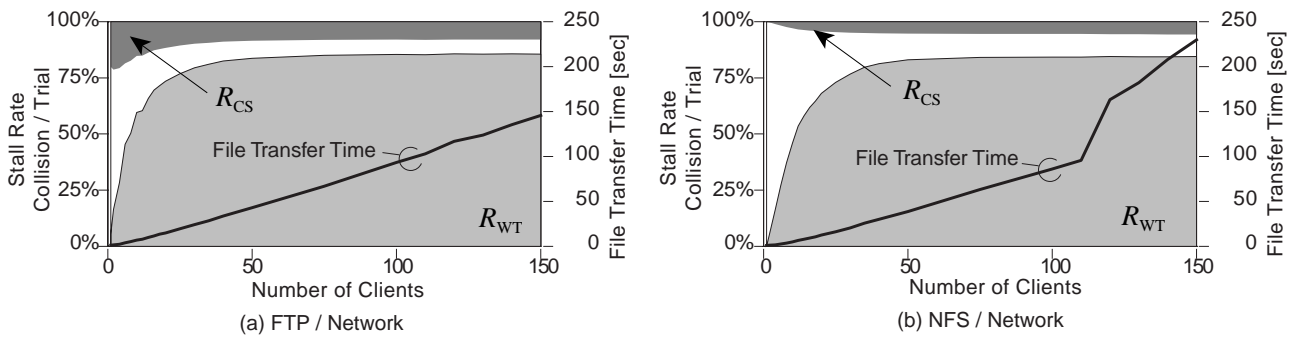 Stall Rate
Collision / Trial
100%
75%
50%
25%
0%
R_CS
File Transfer Time
R_WT
250
200
150
100
50
0
File Transfer Time [sec]
0 50 100 150
Number of Clients
(a) FTP / Network
Stall Rate
Collision / Trial
100%
75%
50%
25%
0%
R_CS
File Transfer Time
R_WT
250
200
150
100
50
0
File Transfer Time [sec]
0 50 100 150
Number of Clients
(b) NFS / Network